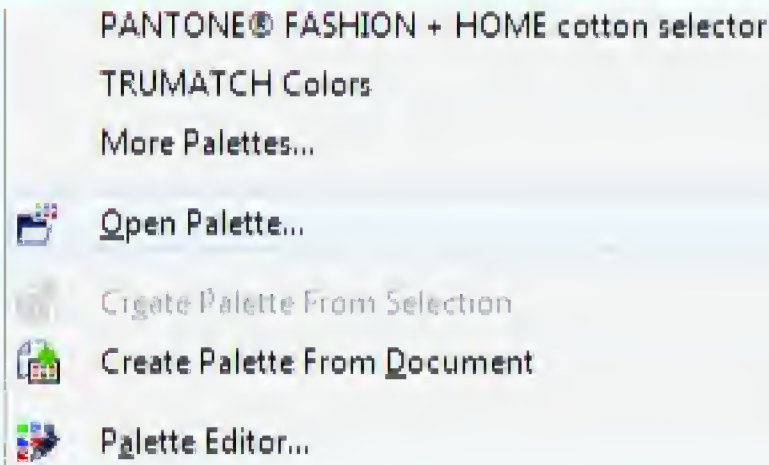 PANTONE® FASHION + HOME cotton selector
TRUMATCH Colors
More Palettes...
Open Palette...
Create Palette From Selection
Create Palette From Document
Palette Editor...